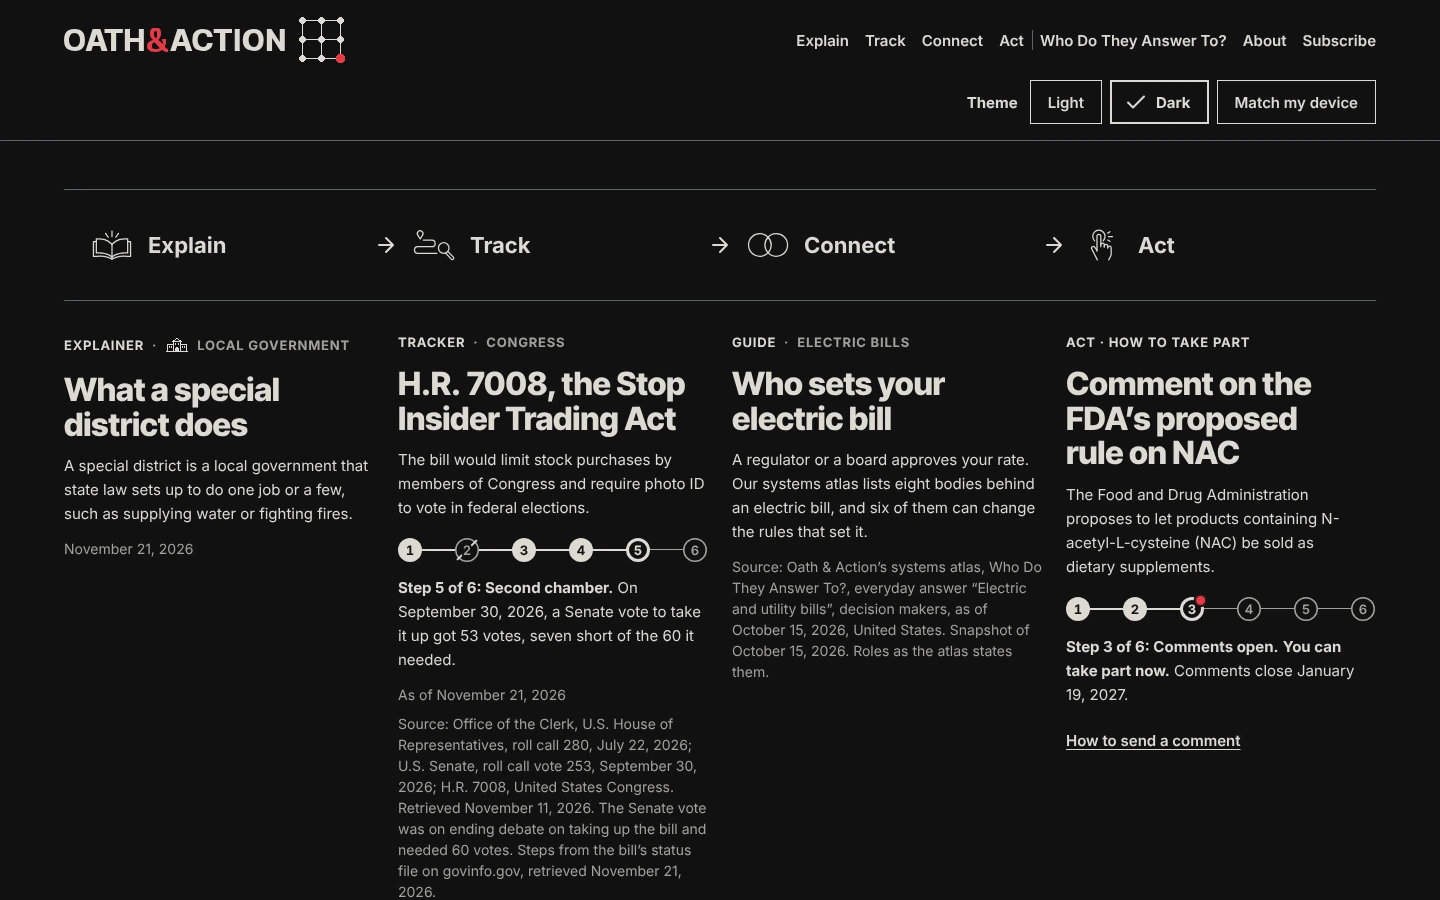 OATH&ACTION
Explain Track Connect Act Who Do They Answer To? About Subscribe
Theme Light Dark Match my device
Explain Track Connect Act
EXPLAINER · LOCAL GOVERNMENT
What a special
district does
A special district is a local government that
state law sets up to do one job or a few,
such as supplying water or fighting fires.
November 21, 2026
TRACKER · CONGRESS
H.R. 7008, the Stop
Insider Trading Act
The bill would limit stock purchases by
members of Congress and require photo ID
to vote in federal elections.
1 2 3 4 5 6
Step 5 of 6: Second chamber. On
September 30, 2026, a Senate vote to take
it up got 53 votes, seven short of the 60 it
needed.
As of November 21, 2026
Source: Office of the Clerk, U.S. House of
Representatives, roll call 280, July 22, 2026;
U.S. Senate, roll call vote 253, September 30,
2026; H.R. 7008, United States Congress.
Retrieved November 11, 2026. The Senate vote
was on ending debate on taking up the bill and
needed 60 votes. Steps from the bill’s status
file on govinfo.gov, retrieved November 21,
2026.
GUIDE · ELECTRIC BILLS
Who sets your
electric bill
A regulator or a board approves your rate.
Our systems atlas lists eight bodies behind
an electric bill, and six of them can change
the rules that set it.
Source: Oath & Action’s systems atlas, Who Do
They Answer To?, everyday answer “Electric
and utility bills”, decision makers, as of
October 15, 2026, United States. Snapshot of
October 15, 2026. Roles as the atlas states
them.
ACT · HOW TO TAKE PART
Comment on the
FDA’s proposed
rule on NAC
The Food and Drug Administration
proposes to let products containing N-
acetyl-L-cysteine (NAC) be sold as
dietary supplements.
1 2 3 4 5 6
Step 3 of 6: Comments open. You can
take part now. Comments close January
19, 2027.
How to send a comment